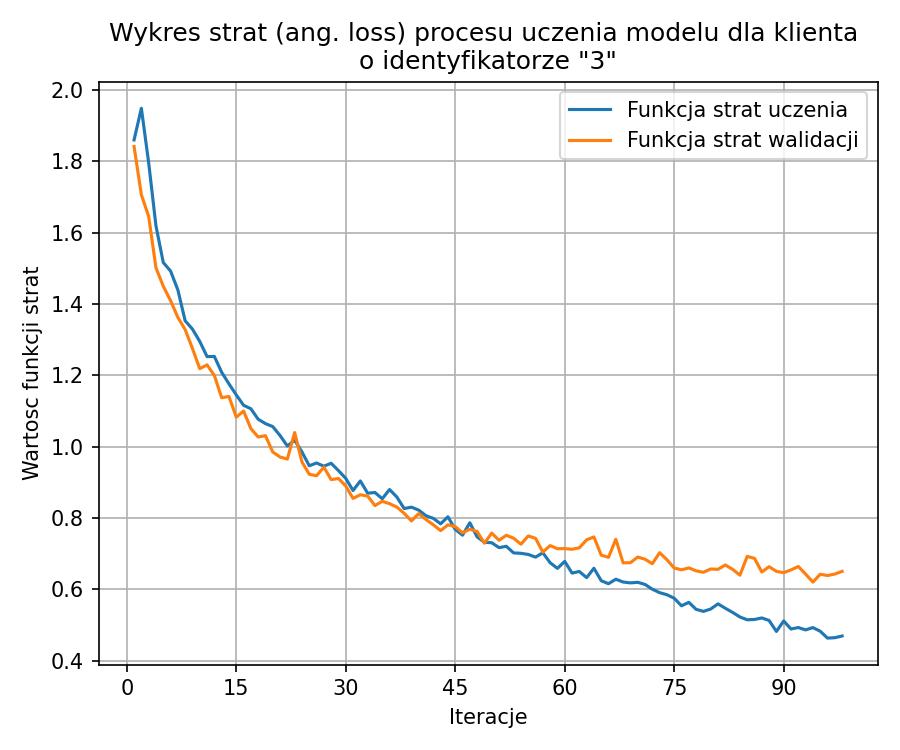 Wykres strat (ang. loss) procesu uczenia modelu dla klienta
o identyfikatorze "3"
Funkcja strat uczenia
Funkcja strat walidacji
Wartosc funkcji strat
2.0
1.8
1.6
1.4
1.2
1.0
0.8
0.6
0.4
0
15
30
45
60
75
90
Iteracje